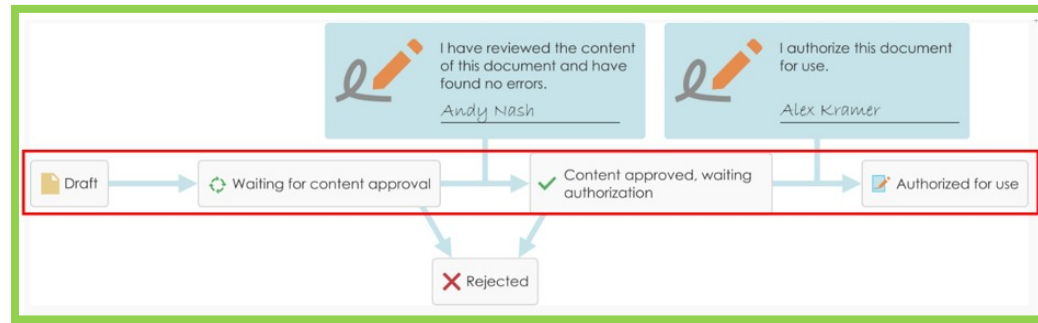 I have reviewed the content
of this document and have
found no errors.
Andy Nash
I authorize this document
for use.
Alex Kramer
Draft
Waiting for content approval
Content approved, waiting
authorization
Authorized for use
Rejected